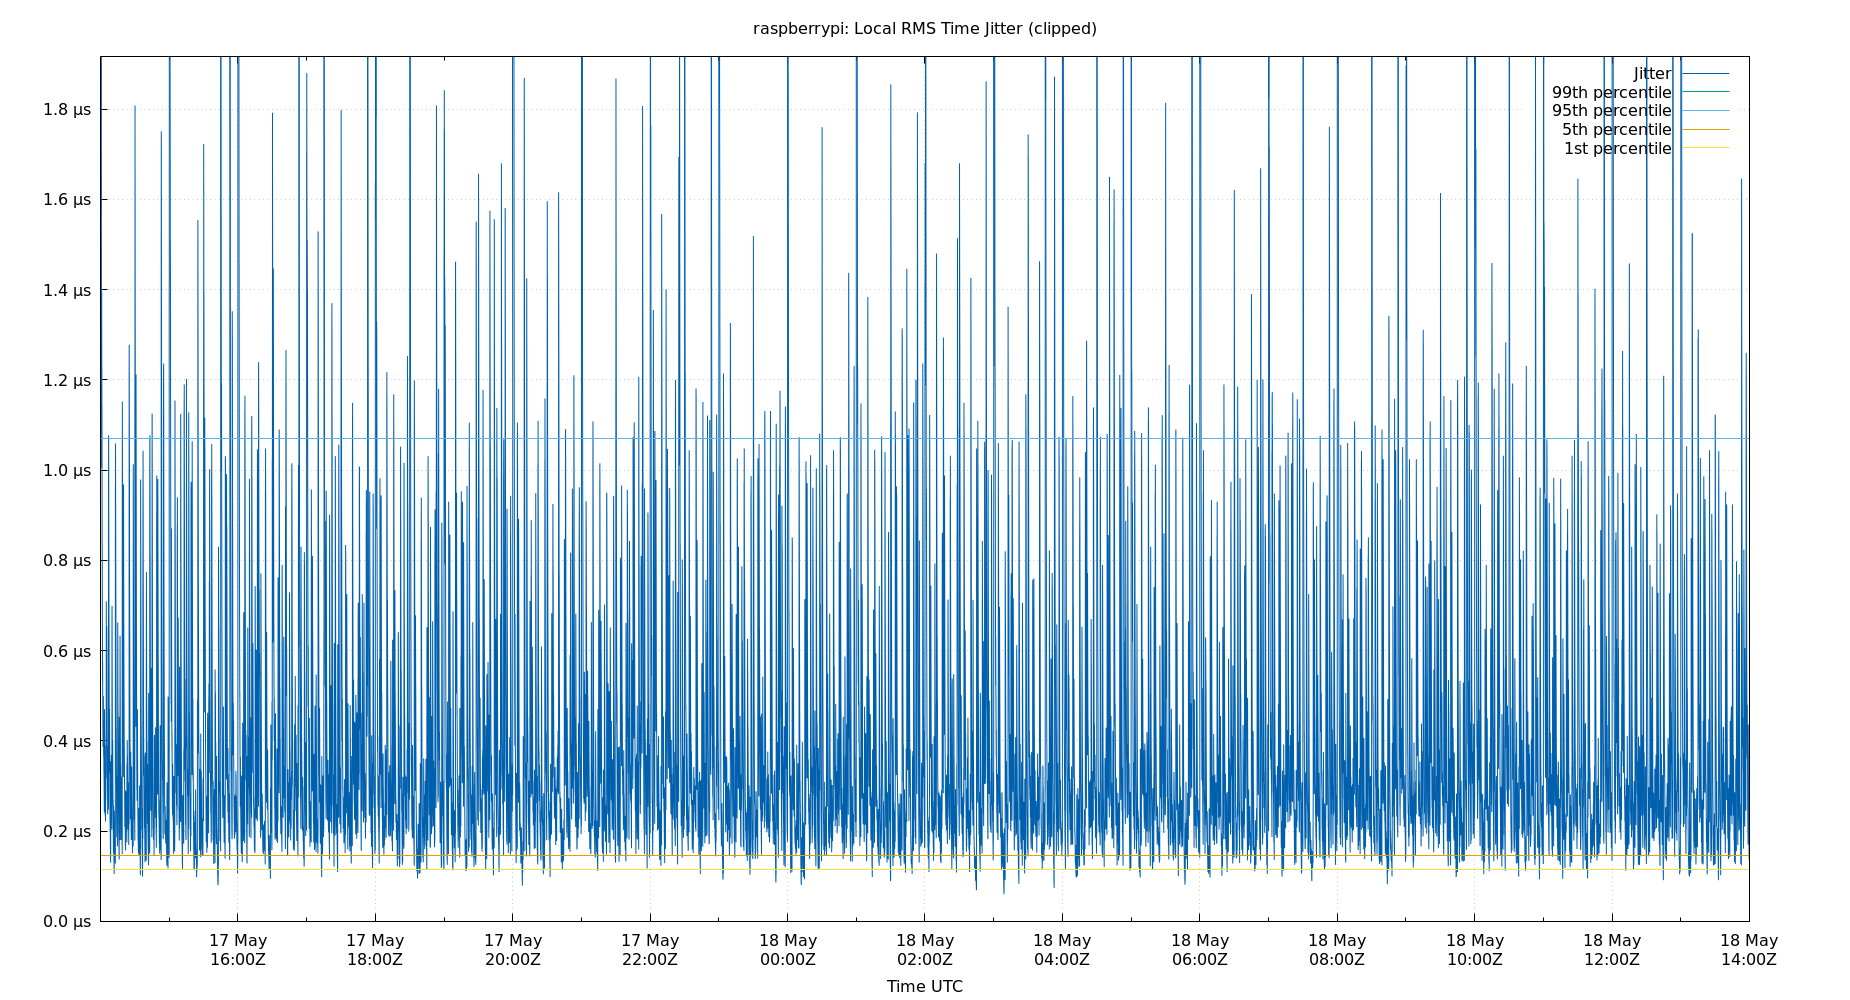 raspberrypi: Local RMS Time Jitter (clipped)
Jitter
99th percentile
95th percentile
5th percentile
1st percentile
1.8 µs
1.6 µs
1.4 µs
1.2 µs
1.0 µs
0.8 µs
0.6 µs
0.4 µs
0.2 µs
0.0 µs
17 May 17 May 17 May 17 May 18 May 18 May 18 May 18 May 18 May 18 May 18 May 18 May
16:00Z 18:00Z 20:00Z 22:00Z 00:00Z 02:00Z 04:00Z 06:00Z 08:00Z 10:00Z 12:00Z 14:00Z
Time UTC